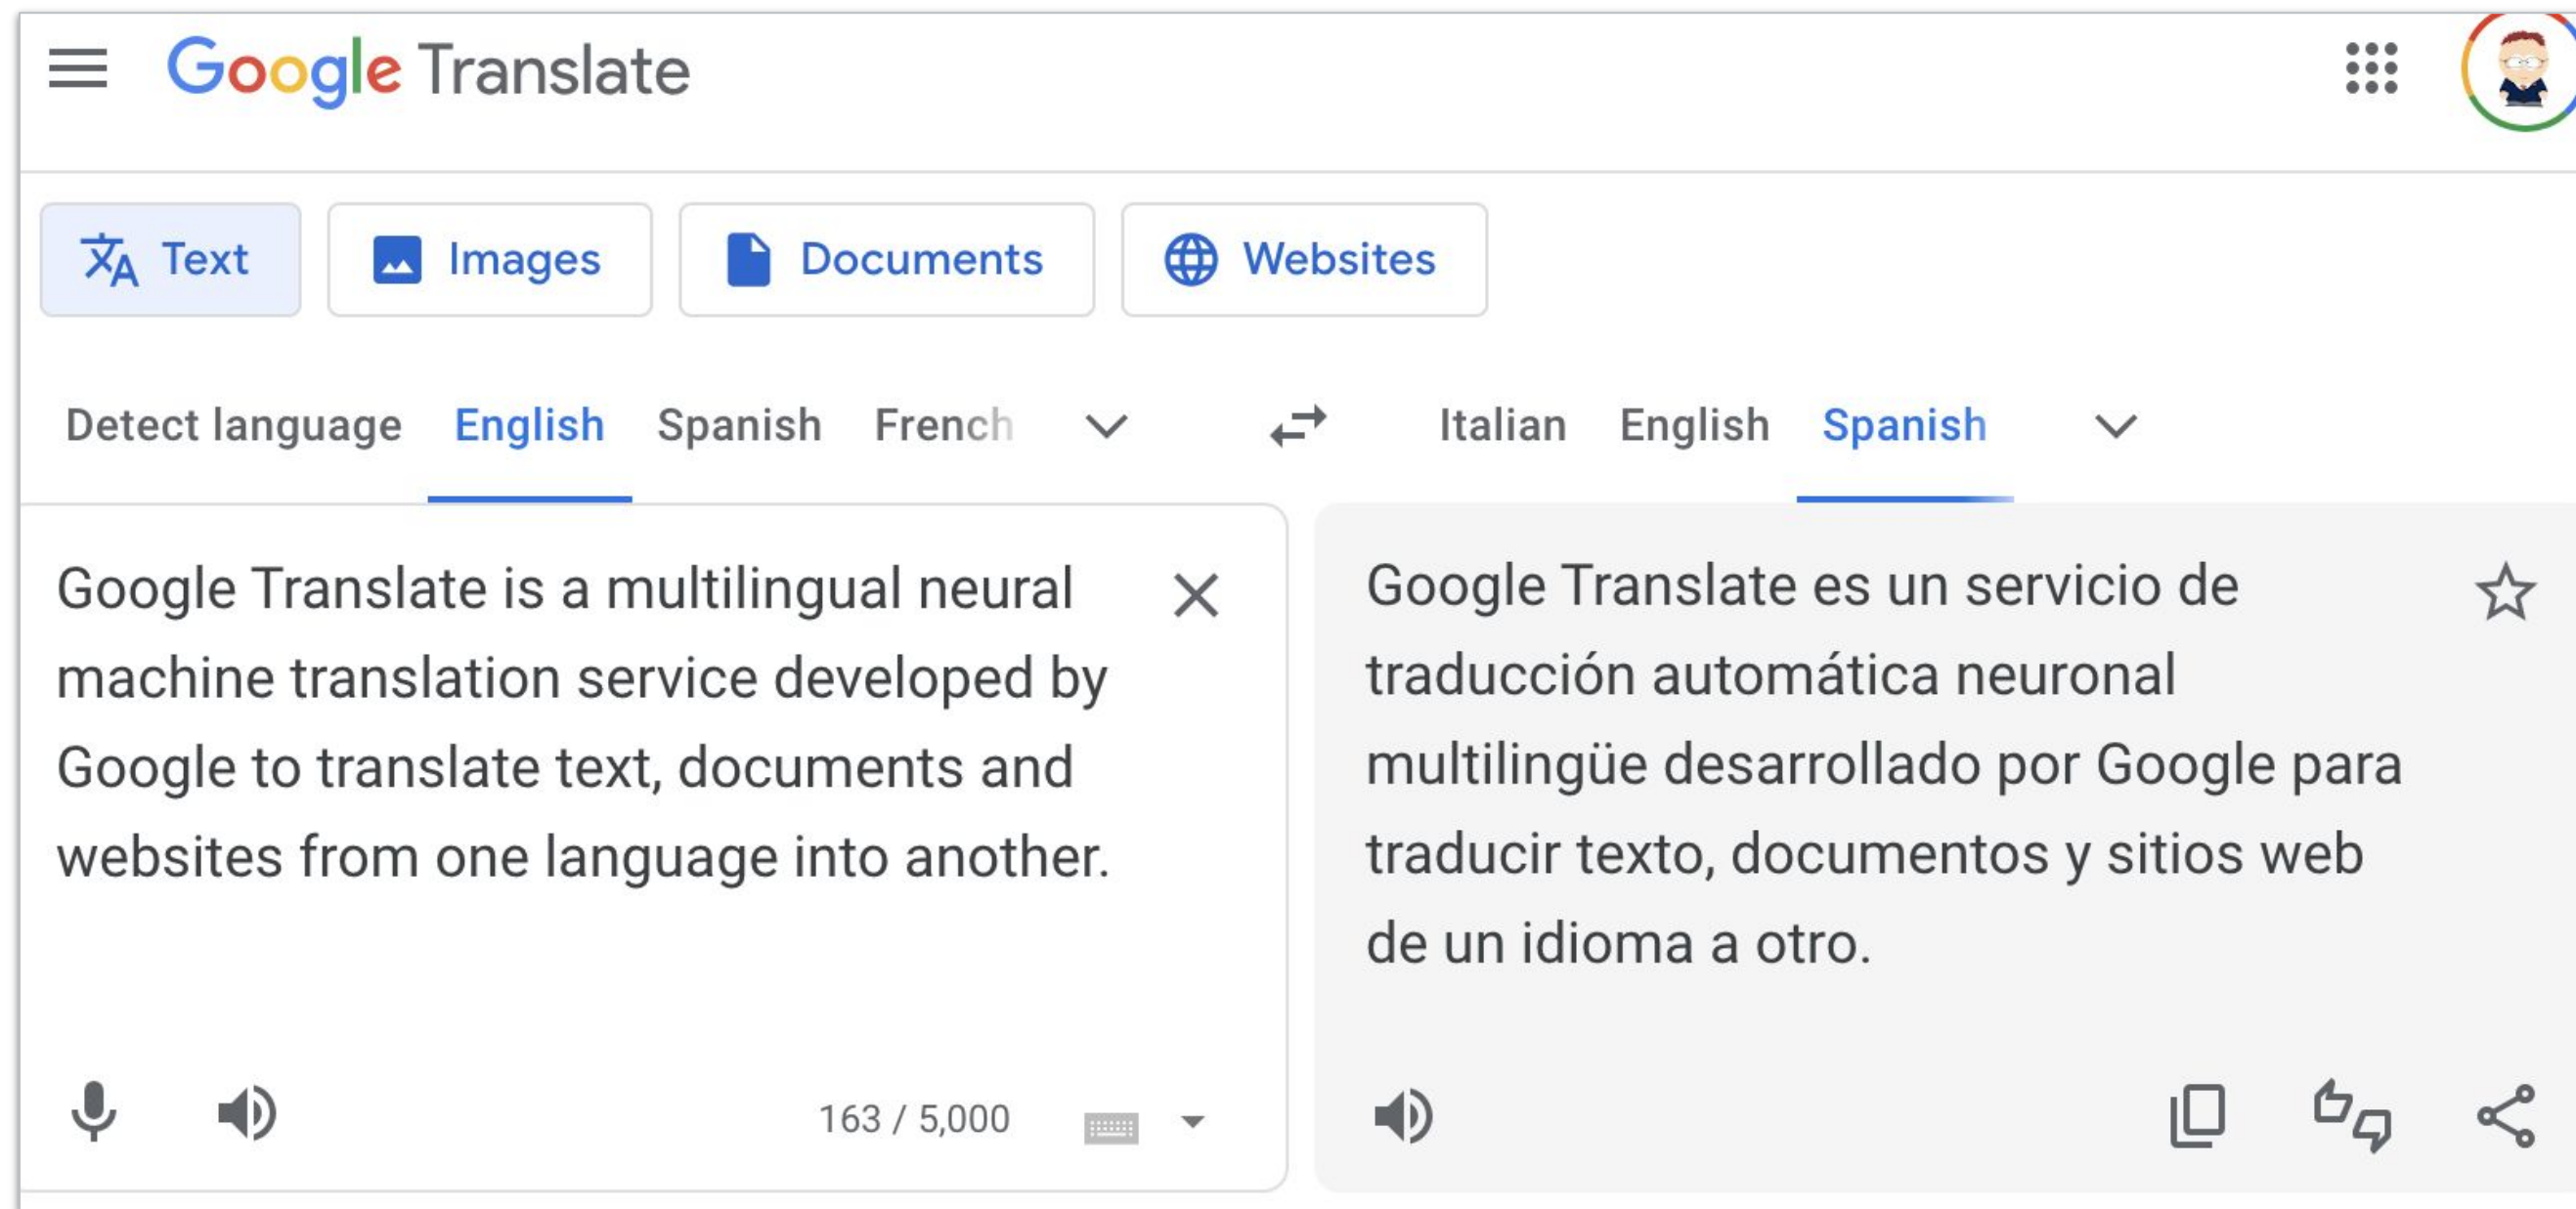 Google Translate
Text Images Documents Websites
Detect language English Spanish French Italian English Spanish
Google Translate is a multilingual neural
machine translation service developed by
Google to translate text, documents and
websites from one language into another.
163 / 5,000
Google Translate es un servicio de
traducción automática neuronal
multilingüe desarrollado por Google para
traducir texto, documentos y sitios web
de un idioma a otro.